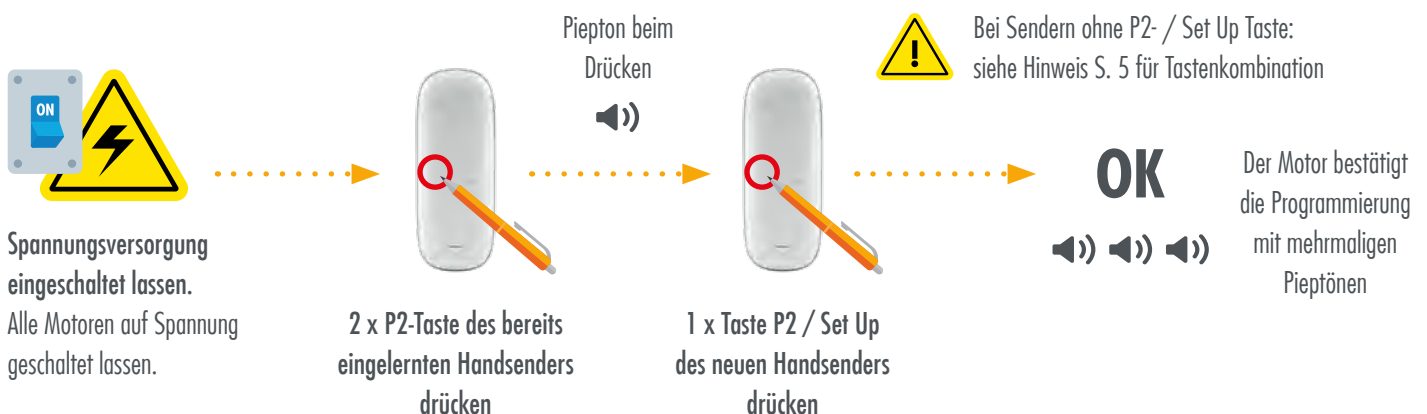 ON
Spannungsversorgung
eingeschaltet lassen.
Alle Motoren auf Spannung
geschaltet lassen.
2 x P2-Taste des bereits
eingelernten Handsenders
drücken
Piepton beim
Drücken
1 x Taste P2 / Set Up
des neuen Handsenders
drücken
!
Bei Sendern ohne P2- / Set Up Taste:
siehe Hinweis S. 5 für Tastenkombination
OK
Der Motor bestätigt
die Programmierung
mit mehrmaligen
Pieptönen